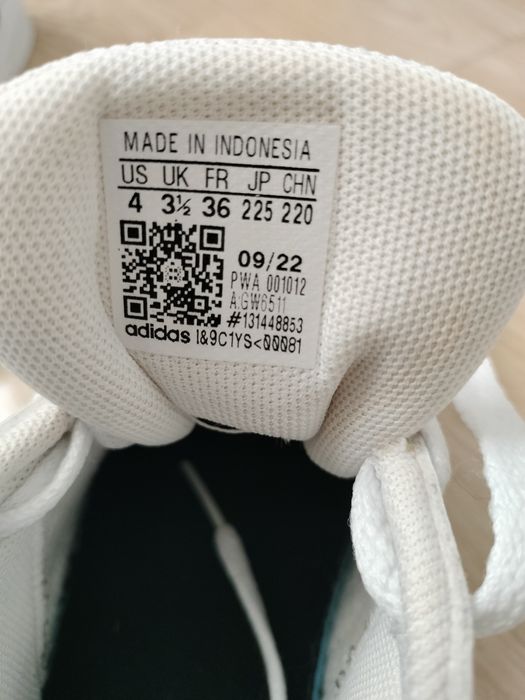 MADE IN INDONESIA
US UK FR JP CHN
4 3½ 36 225 220
09/22
PWA 001012
A:GW6511
#131448853
adidas I&9C1YS<00081